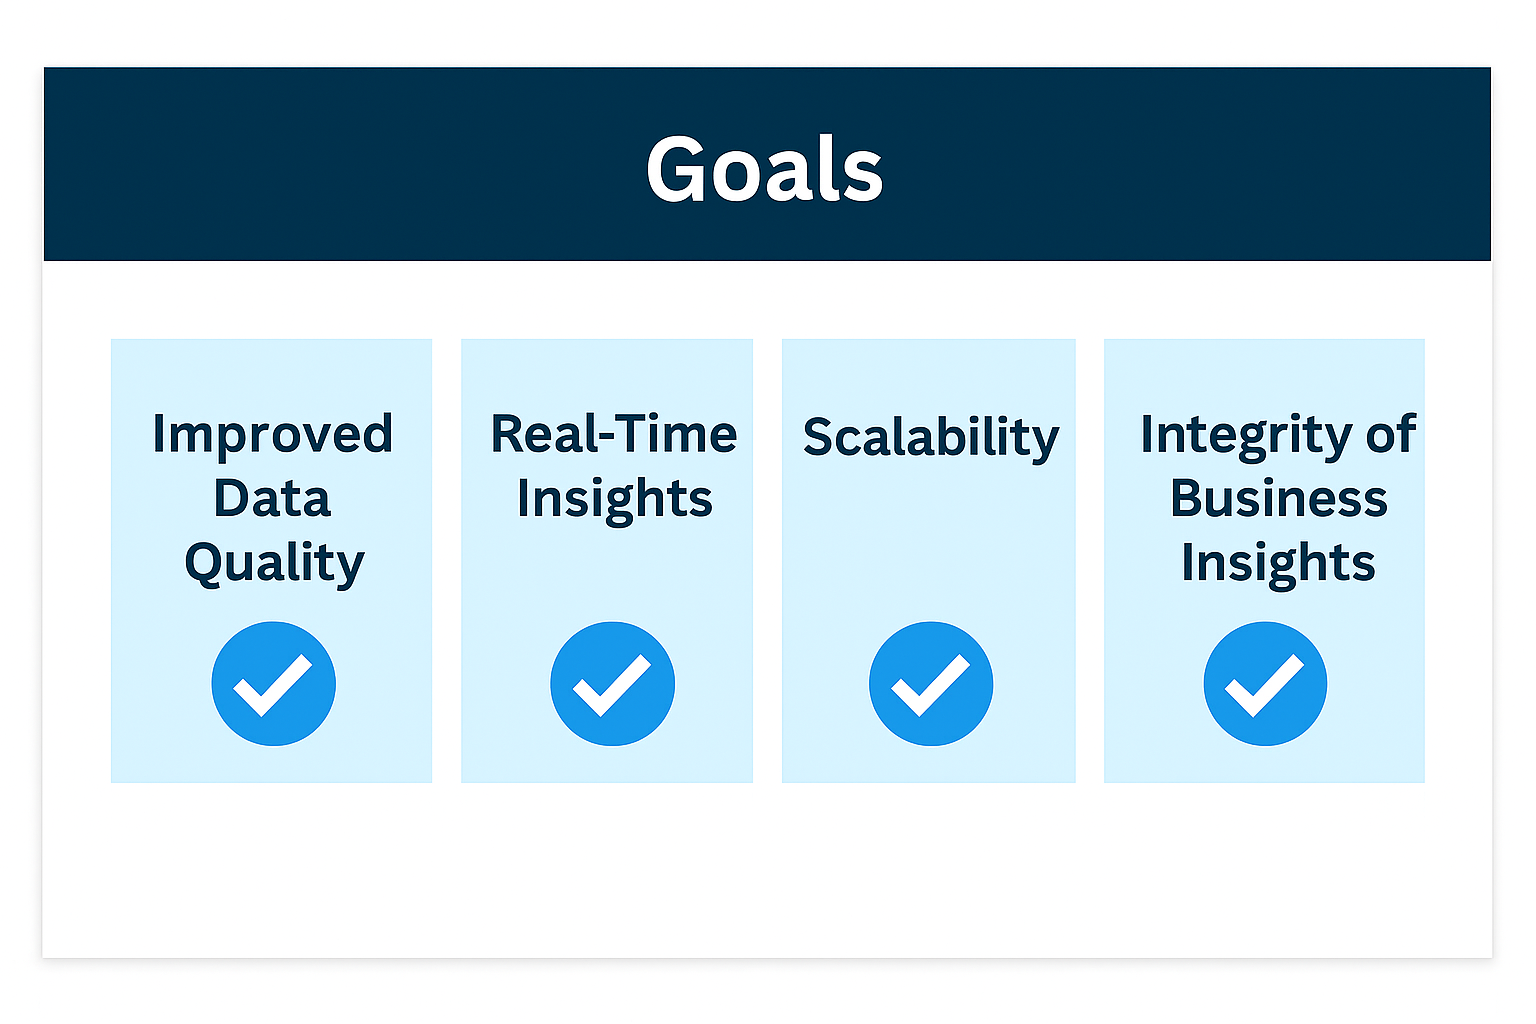 Goals
Improved
Data
Quality
Real-Time
Insights
Scalability
Integrity of
Business
Insights